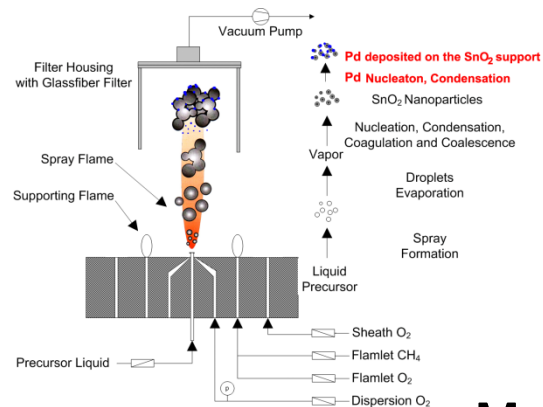 Vacuum Pump
Filter Housing
with Glassfiber Filter
Spray Flame
Supporting Flame
Precursor Liquid
Pd deposited on the SnO₂ support
Pd Nucleaton, Condensation
SnO₂ Nanoparticles
Nucleation, Condensation,
Coagulation and Coalescence
Vapor
Droplets
Evaporation
Spray
Formation
Liquid
Precursor
Sheath O₂
Flamlet CH₄
Flamlet O₂
p
Dispersion O₂